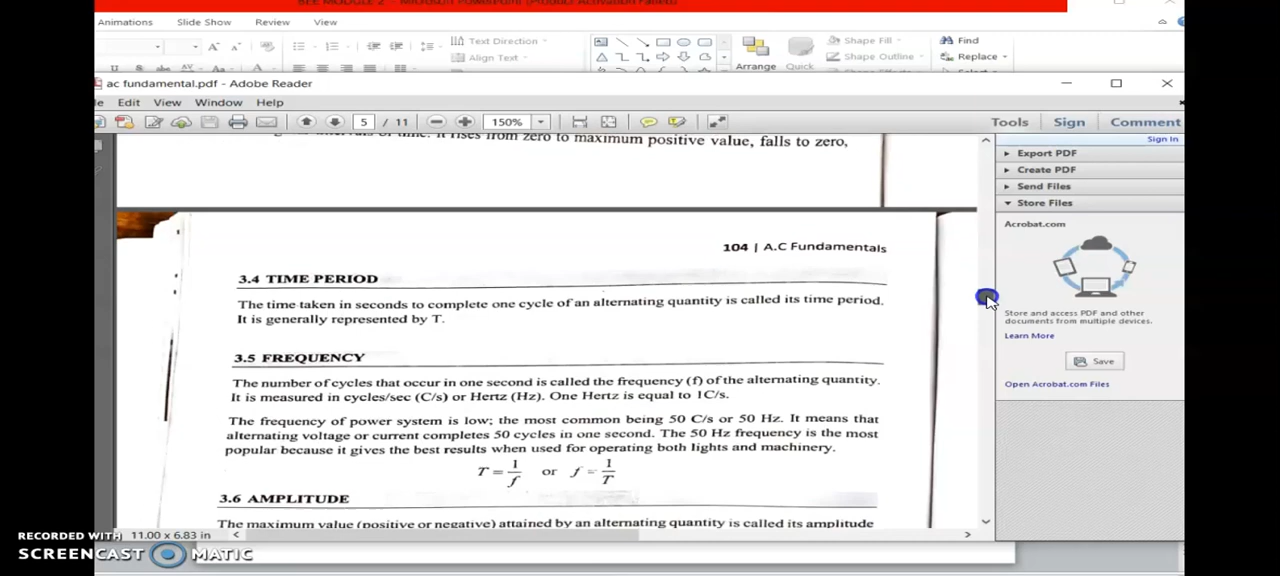 BEE MODULE 2 - Microsoft PowerPoint (Product Activation Failed)
Animations Slide Show Review View
Text Direction
Align Text
Arrange
Quick
Shape Fill
Shape Outline
Find
Replace
ac fundamental.pdf - Adobe Reader
Edit View Window Help
5 / 11 150%
Tools Sign Comment
Sign In
Export PDF
Create PDF
Send Files
Store Files
Acrobat.com
Store and access PDF and other
documents from multiple devices.
Learn More
Save
Open Acrobat.com Files
of time. It rises from zero to maximum positive value, falls to zero,
104 | A.C Fundamentals
3.4 TIME PERIOD
The time taken in seconds to complete one cycle of an alternating quantity is called its time period.
It is generally represented by T.
3.5 FREQUENCY
The number of cycles that occur in one second is called the frequency (f) of the alternating quantity.
It is measured in cycles/sec (C/s) or Hertz (Hz). One Hertz is equal to 1C/s.
The frequency of power system is low; the most common being 50 C/s or 50 Hz. It means that
alternating voltage or current completes 50 cycles in one second. The 50 Hz frequency is the most
popular because it gives the best results when used for operating both lights and machinery.
T = 1/f or f = 1/T
3.6 AMPLITUDE
The maximum value (positive or negative) attained by an alternating quantity is called its amplitude
11.00 x 6.83 in
RECORDED WITH
SCREENCAST MATIC